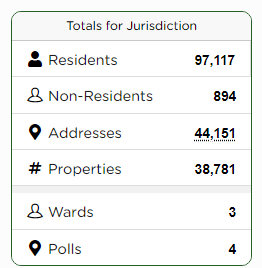 Totals for Jurisdiction
Residents 97,117
Non-Residents 894
Addresses 44,151
# Properties 38,781
Wards 3
Polls 4